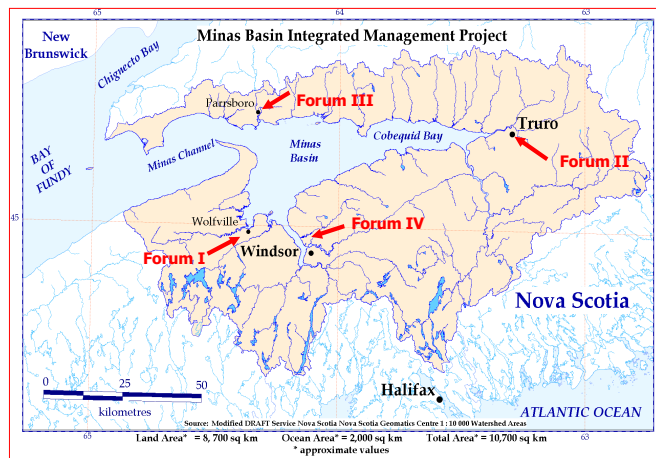 65
64
63
New
Brunswick
Chignecto Bay
Minas Basin Integrated Management Project
Parrsboro
Forum III
Truro
Cobequid Bay
Minas
Basin
Minas Channel
BAY
OF
FUNDY
Forum II
45
Wolfville
Forum IV
Forum I
Windsor
Nova Scotia
0
25
50
kilometres
Halifax
ATLANTIC OCEAN
Source: Modified DRAFT Service Nova Scotia Nova Scotia Geomatics Centre 1 : 10 000 Watershed Areas
65
63
Land Area* = 8, 700 sq km Ocean Area* = 2,000 sq km Total Area* = 10,700 sq km
* approximate values